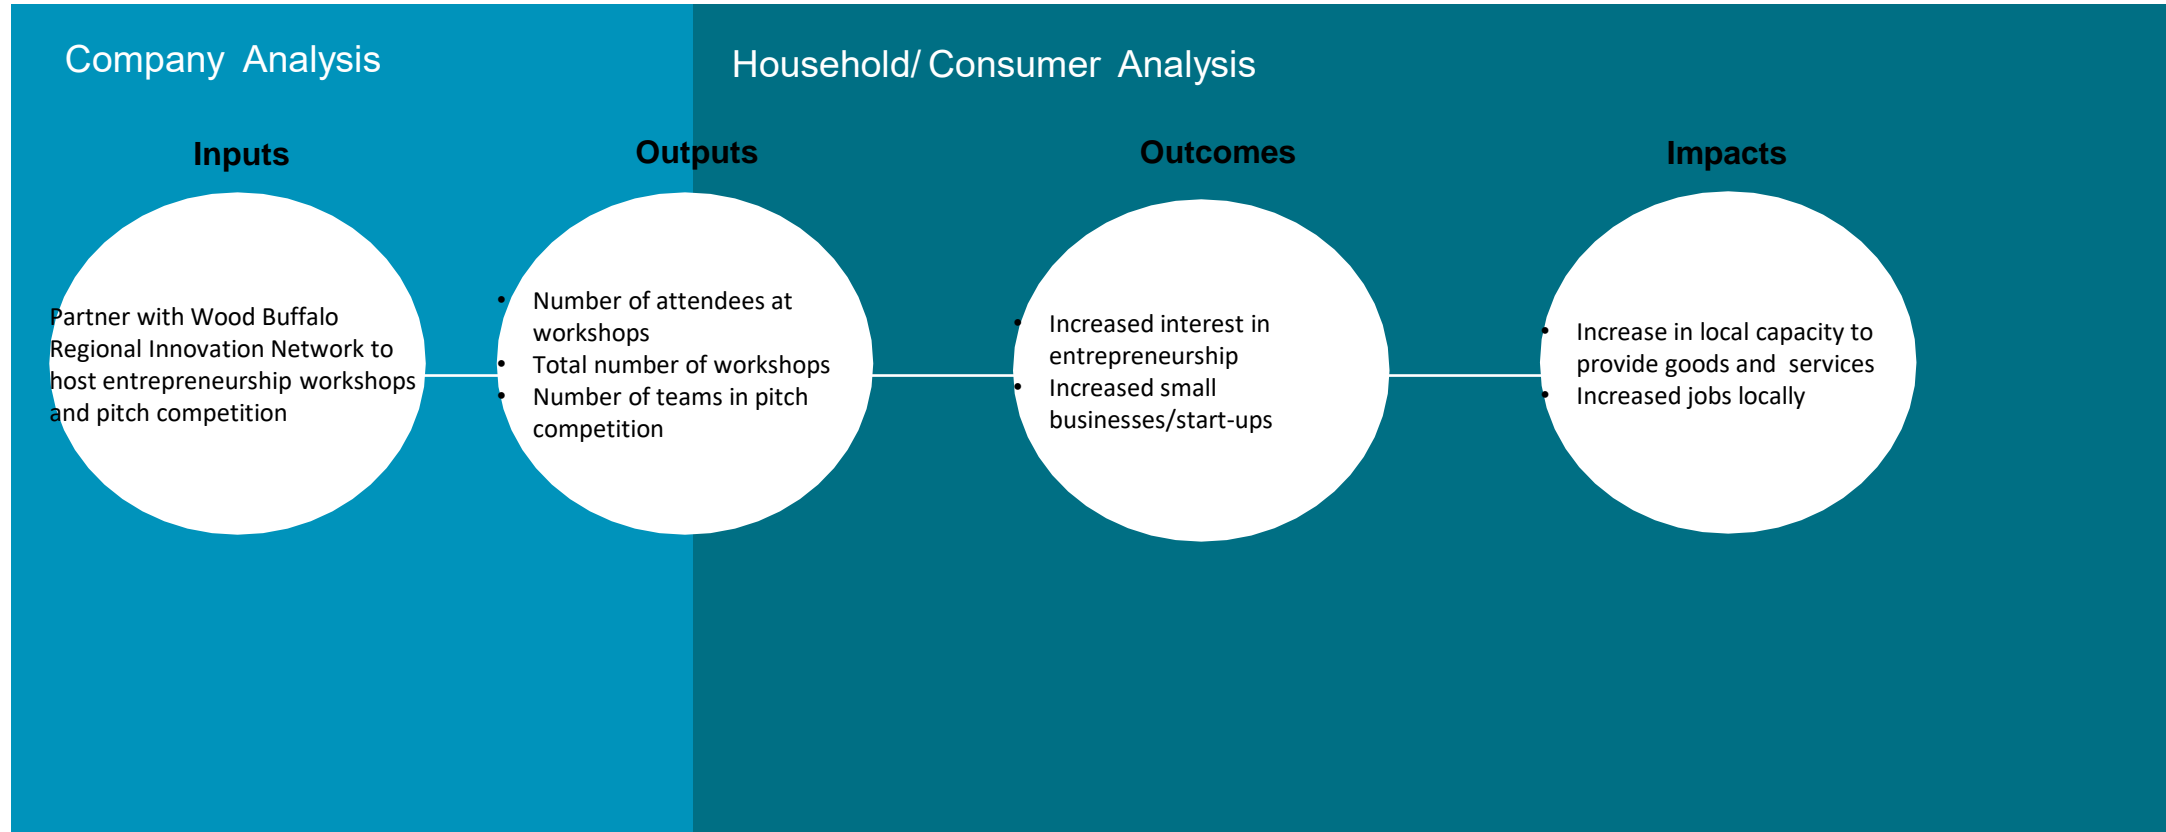 Company Analysis
Household/ Consumer Analysis
Inputs
Outputs
Outcomes
Impacts
Partner with Wood Buffalo
Regional Innovation Network to
host entrepreneurship workshops
and pitch competition
• Number of attendees at
workshops
• Total number of workshops
• Number of teams in pitch
competition
• Increased interest in
entrepreneurship
• Increased small
businesses/start-ups
• Increase in local capacity to
provide goods and services
• Increased jobs locally